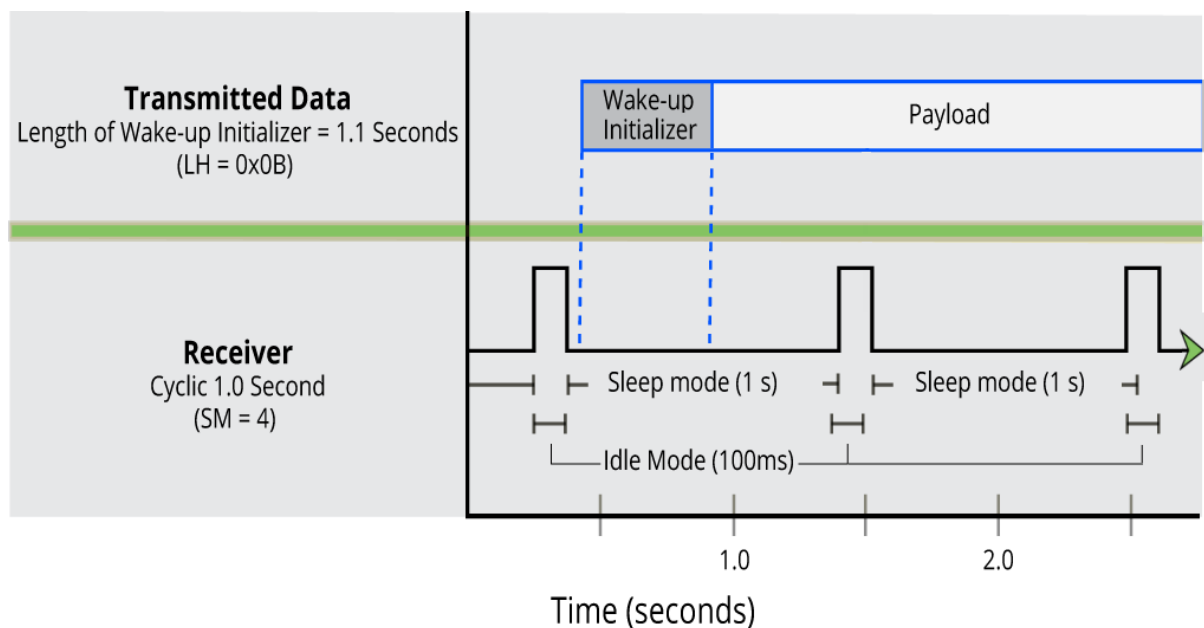 Transmitted Data
Length of Wake-up Initializer = 1.1 Seconds
(LH = 0x0B)
Wake-up
Initializer
Payload
Receiver
Cyclic 1.0 Second
(SM = 4)
Sleep mode (1 s)
Sleep mode (1 s)
Idle Mode (100ms)
1.0
2.0
Time (seconds)